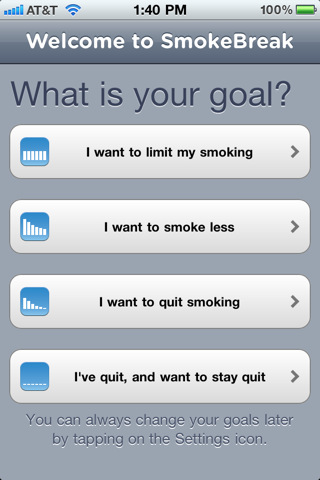 AT&T 1:40 PM 100%
Welcome to SmokeBreak
What is your goal?
I want to limit my smoking
I want to smoke less
I want to quit smoking
I've quit, and want to stay quit
You can always change your goals later
by tapping on the Settings icon.